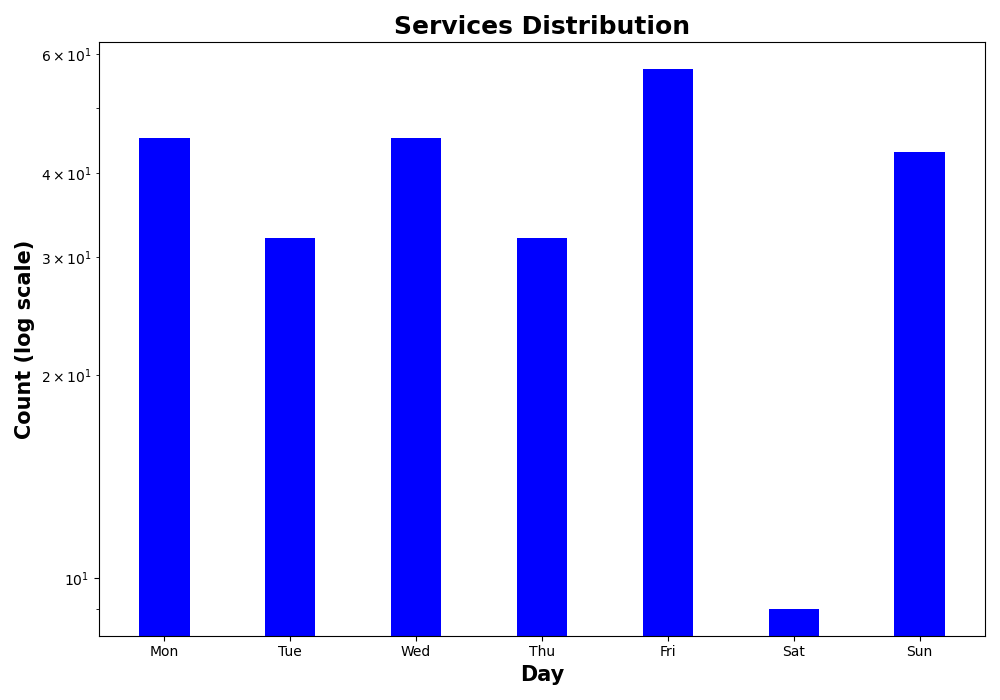 Services Distribution
6 × 10¹
4 × 10¹
3 × 10¹
2 × 10¹
10¹
Count (log scale)
Mon Tue Wed Thu Fri Sat Sun
Day